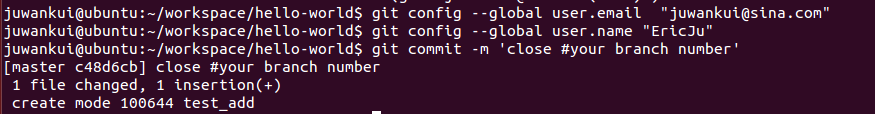 juwankui@ubuntu:~/workspace/hello-world$ git config --global user.email  "juwankui@sina.com"
juwankui@ubuntu:~/workspace/hello-world$ git config --global user.name "EricJu"
juwankui@ubuntu:~/workspace/hello-world$ git commit -m 'close #your branch number'
[master c48d6cb] close #your branch number
 1 file changed, 1 insertion(+)
 create mode 100644 test_add